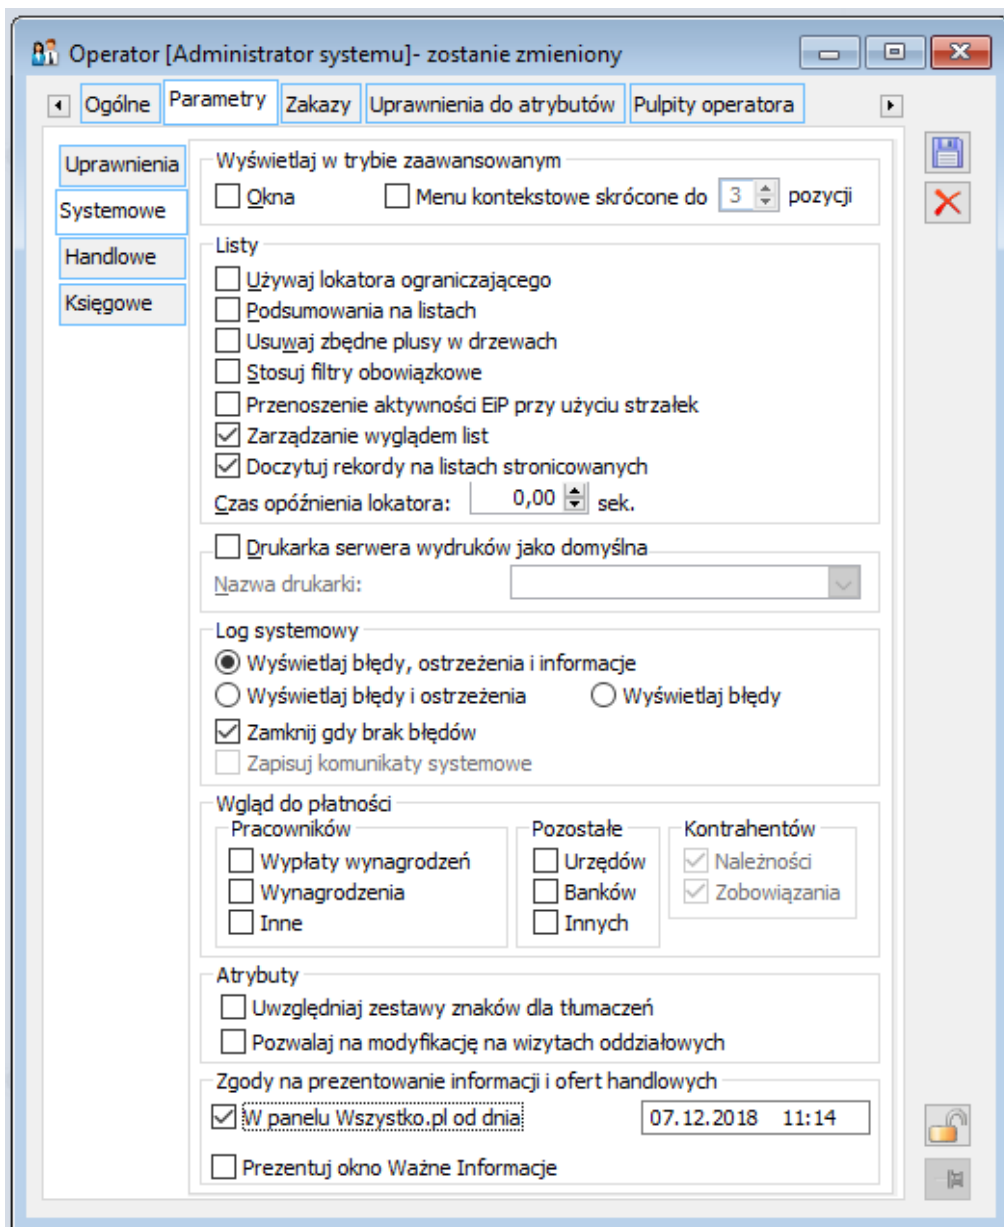 Operator [Administrator systemu]- zostanie zmieniony
Ogólne Parametry Zakazy Uprawnienia do atrybutów Pulpity operatora
Uprawnienia
Systemowe
Handlowe
Księgowe
Wyświetlaj w trybie zaawansowanym
Okna Menu kontekstowe skrócone do 3 pozycji
Listy
Używaj lokatora ograniczającego
Podsumowania na listach
Usuwaj zbędne plusy w drzewach
Stosuj filtry obowiązkowe
Przenoszenie aktywności EiP przy użyciu strzałek
Zarządzanie wyglądem list
Doczytuj rekordy na listach stronicowanych
Czas opóźnienia lokatora: 0,00 sek.
Drukarka serwera wydruków jako domyślna
Nazwa drukarki:
Log systemowy
Wyświetlaj błędy, ostrzeżenia i informacje
Wyświetlaj błędy i ostrzeżenia Wyświetlaj błędy
Zamknij gdy brak błędów
Zapisuj komunikaty systemowe
Wgląd do płatności
Pracowników Pozostałe Kontrahentów
Wypłaty wynagrodzeń Urzędów Należności
Wynagrodzenia Banków Zobowiązania
Inne Innych
Atrybuty
Uwzględniaj zestawy znaków dla tłumaczeń
Pozwalaj na modyfikację na wizytach oddziałowych
Zgody na prezentowanie informacji i ofert handlowych
W panelu Wszystko.pl od dnia 07.12.2018 11:14
Prezentuj okno Ważne Informacje